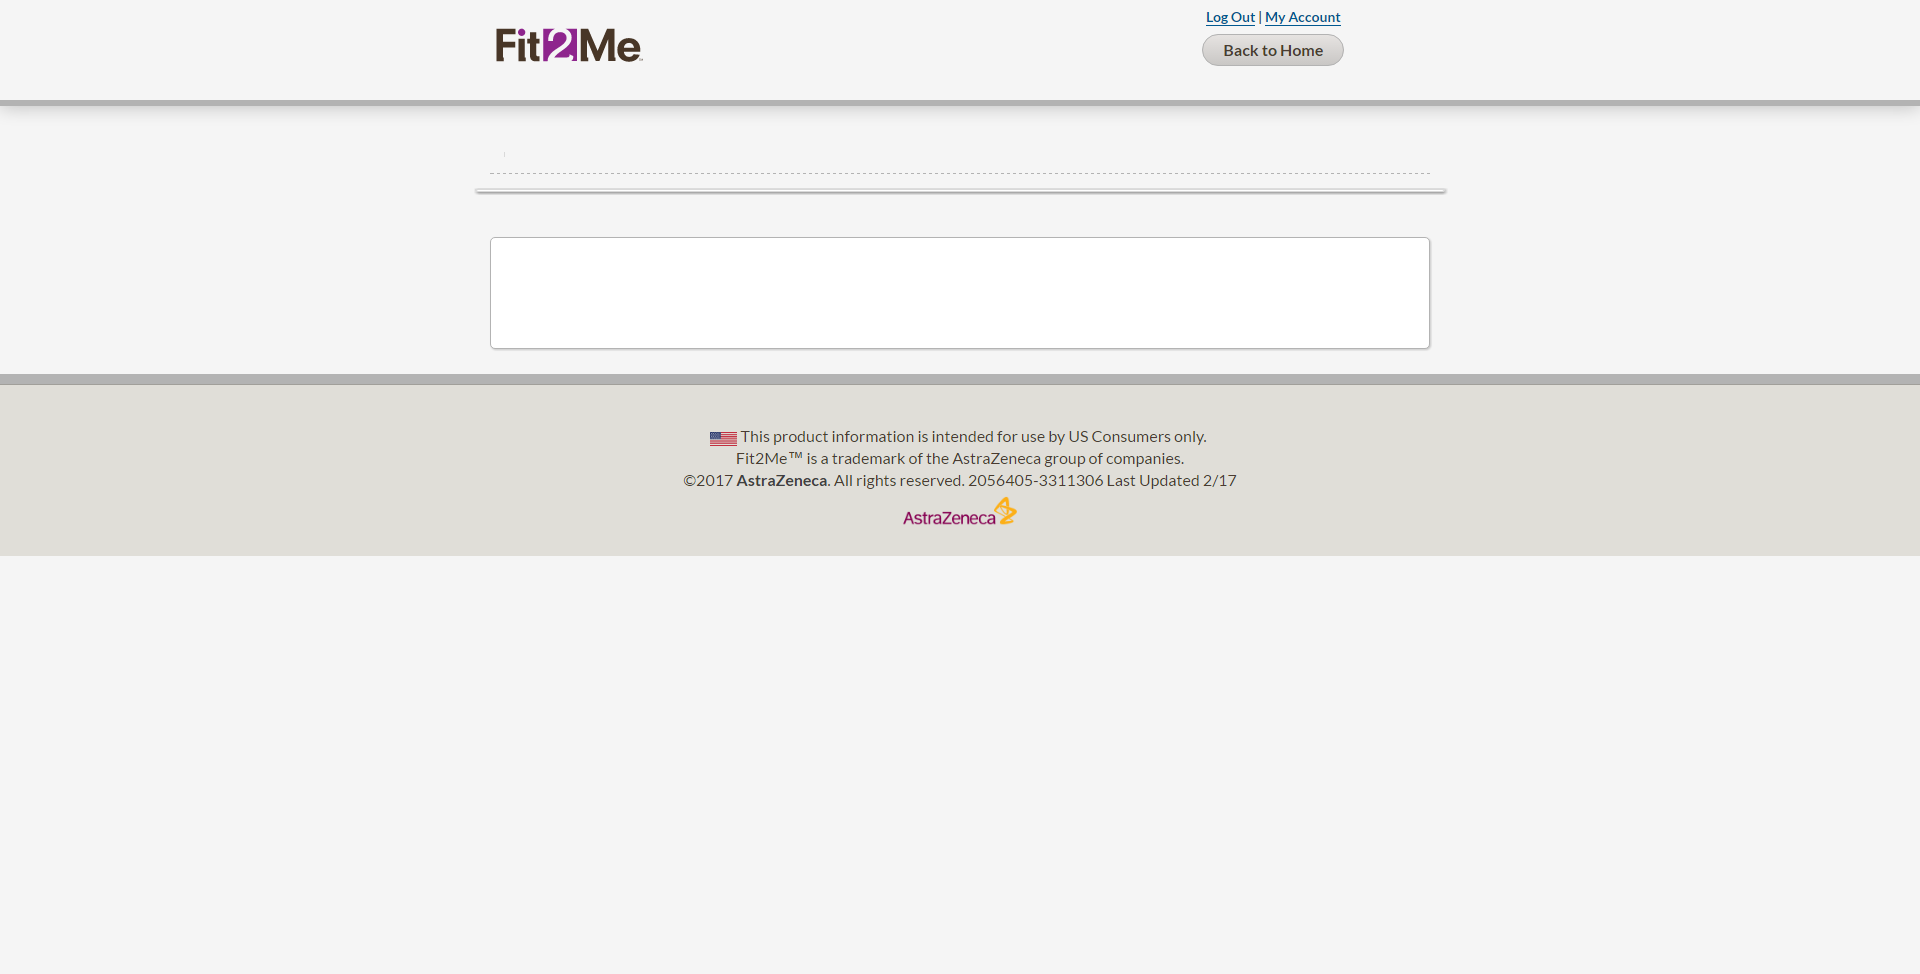 Log Out | My Account
Fit2Me™
Back to Home
This product information is intended for use by US Consumers only.
Fit2Me™ is a trademark of the AstraZeneca group of companies.
©2017 AstraZeneca. All rights reserved. 2056405-3311306 Last Updated 2/17
AstraZeneca